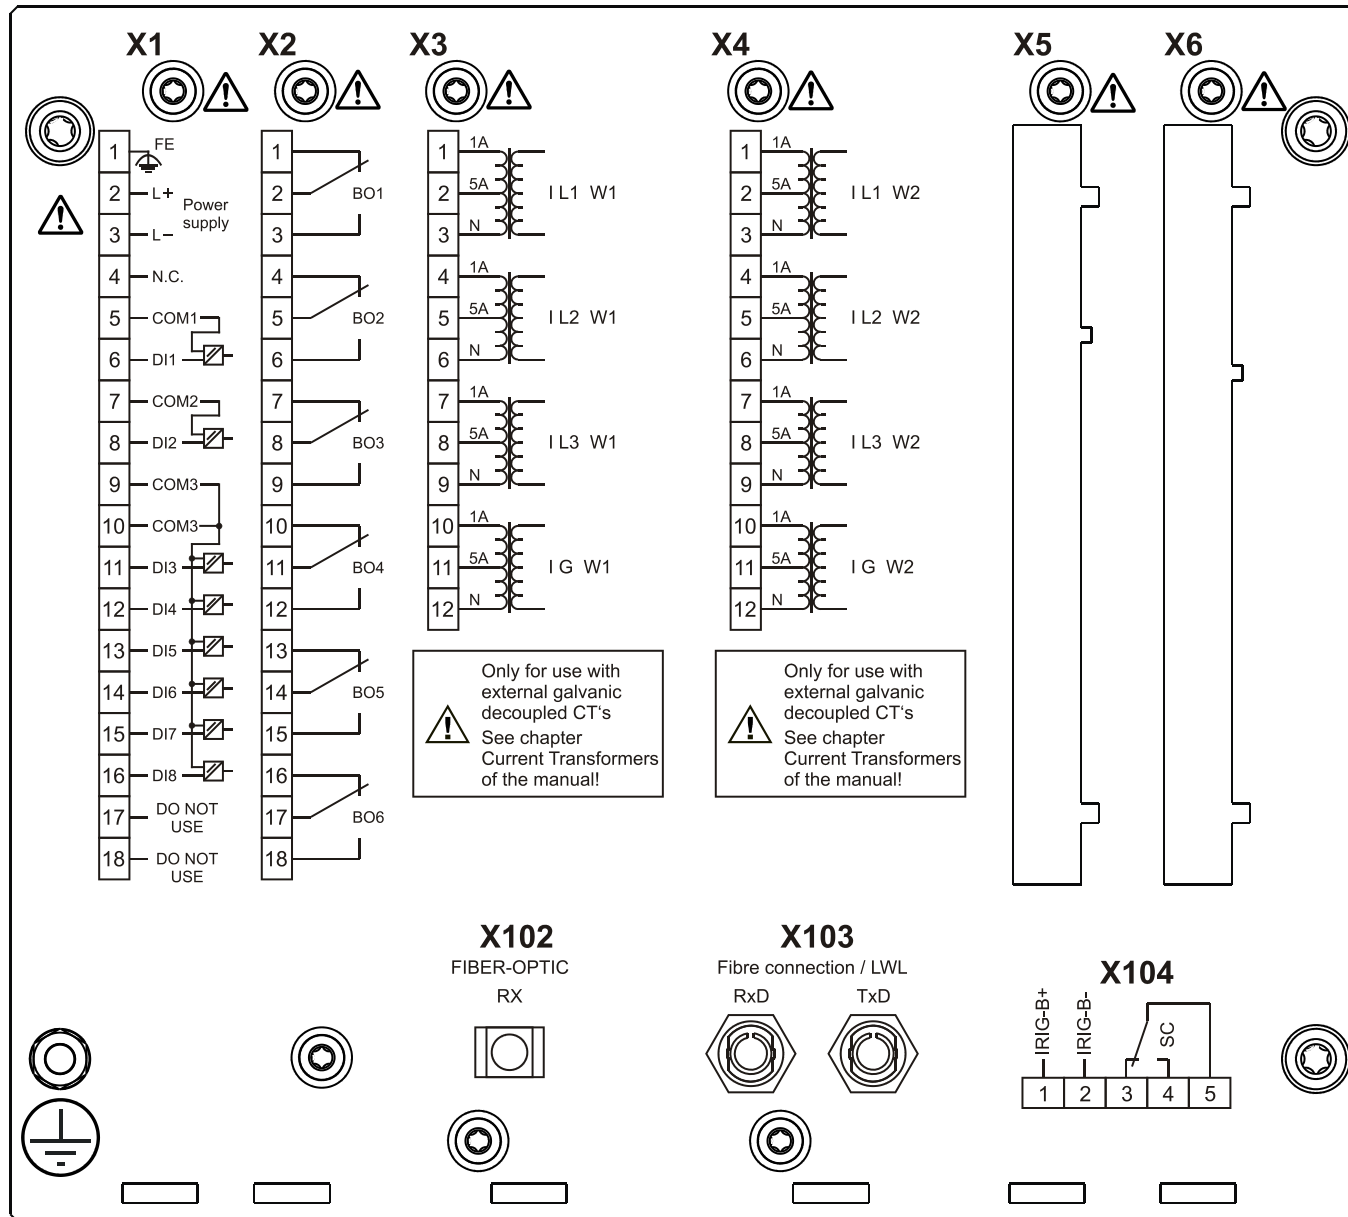 X1
X2
X3
X4
X5
X6
1 FE
2 L+
Power
supply
3 L–
4 N.C.
5 COM1
6 DI1
7 COM2
8 DI2
9 COM3
10 COM3
11 DI3
12 DI4
13 DI5
14 DI6
15 DI7
16 DI8
17 DO NOT
USE
18 DO NOT
USE
1
2 BO1
3
4
5 BO2
6
7
8 BO3
9
10
11 BO4
12
13
14 BO5
15
16
17 BO6
18
1 1A
2 5A I L1 W1
3 N
4 1A
5 5A I L2 W1
6 N
7 1A
8 5A I L3 W1
9 N
10 1A
11 5A I G W1
12 N
Only for use with
external galvanic
decoupled CT‘s
See chapter
Current Transformers
of the manual!
1 1A
2 5A I L1 W2
3 N
4 1A
5 5A I L2 W2
6 N
7 1A
8 5A I L3 W2
9 N
10 1A
11 5A I G W2
12 N
Only for use with
external galvanic
decoupled CT‘s
See chapter
Current Transformers
of the manual!
X102
FIBER-OPTIC
RX
X103
Fibre connection / LWL
RxD TxD
X104
IRIG-B+
IRIG-B-
SC
1 2 3 4 5